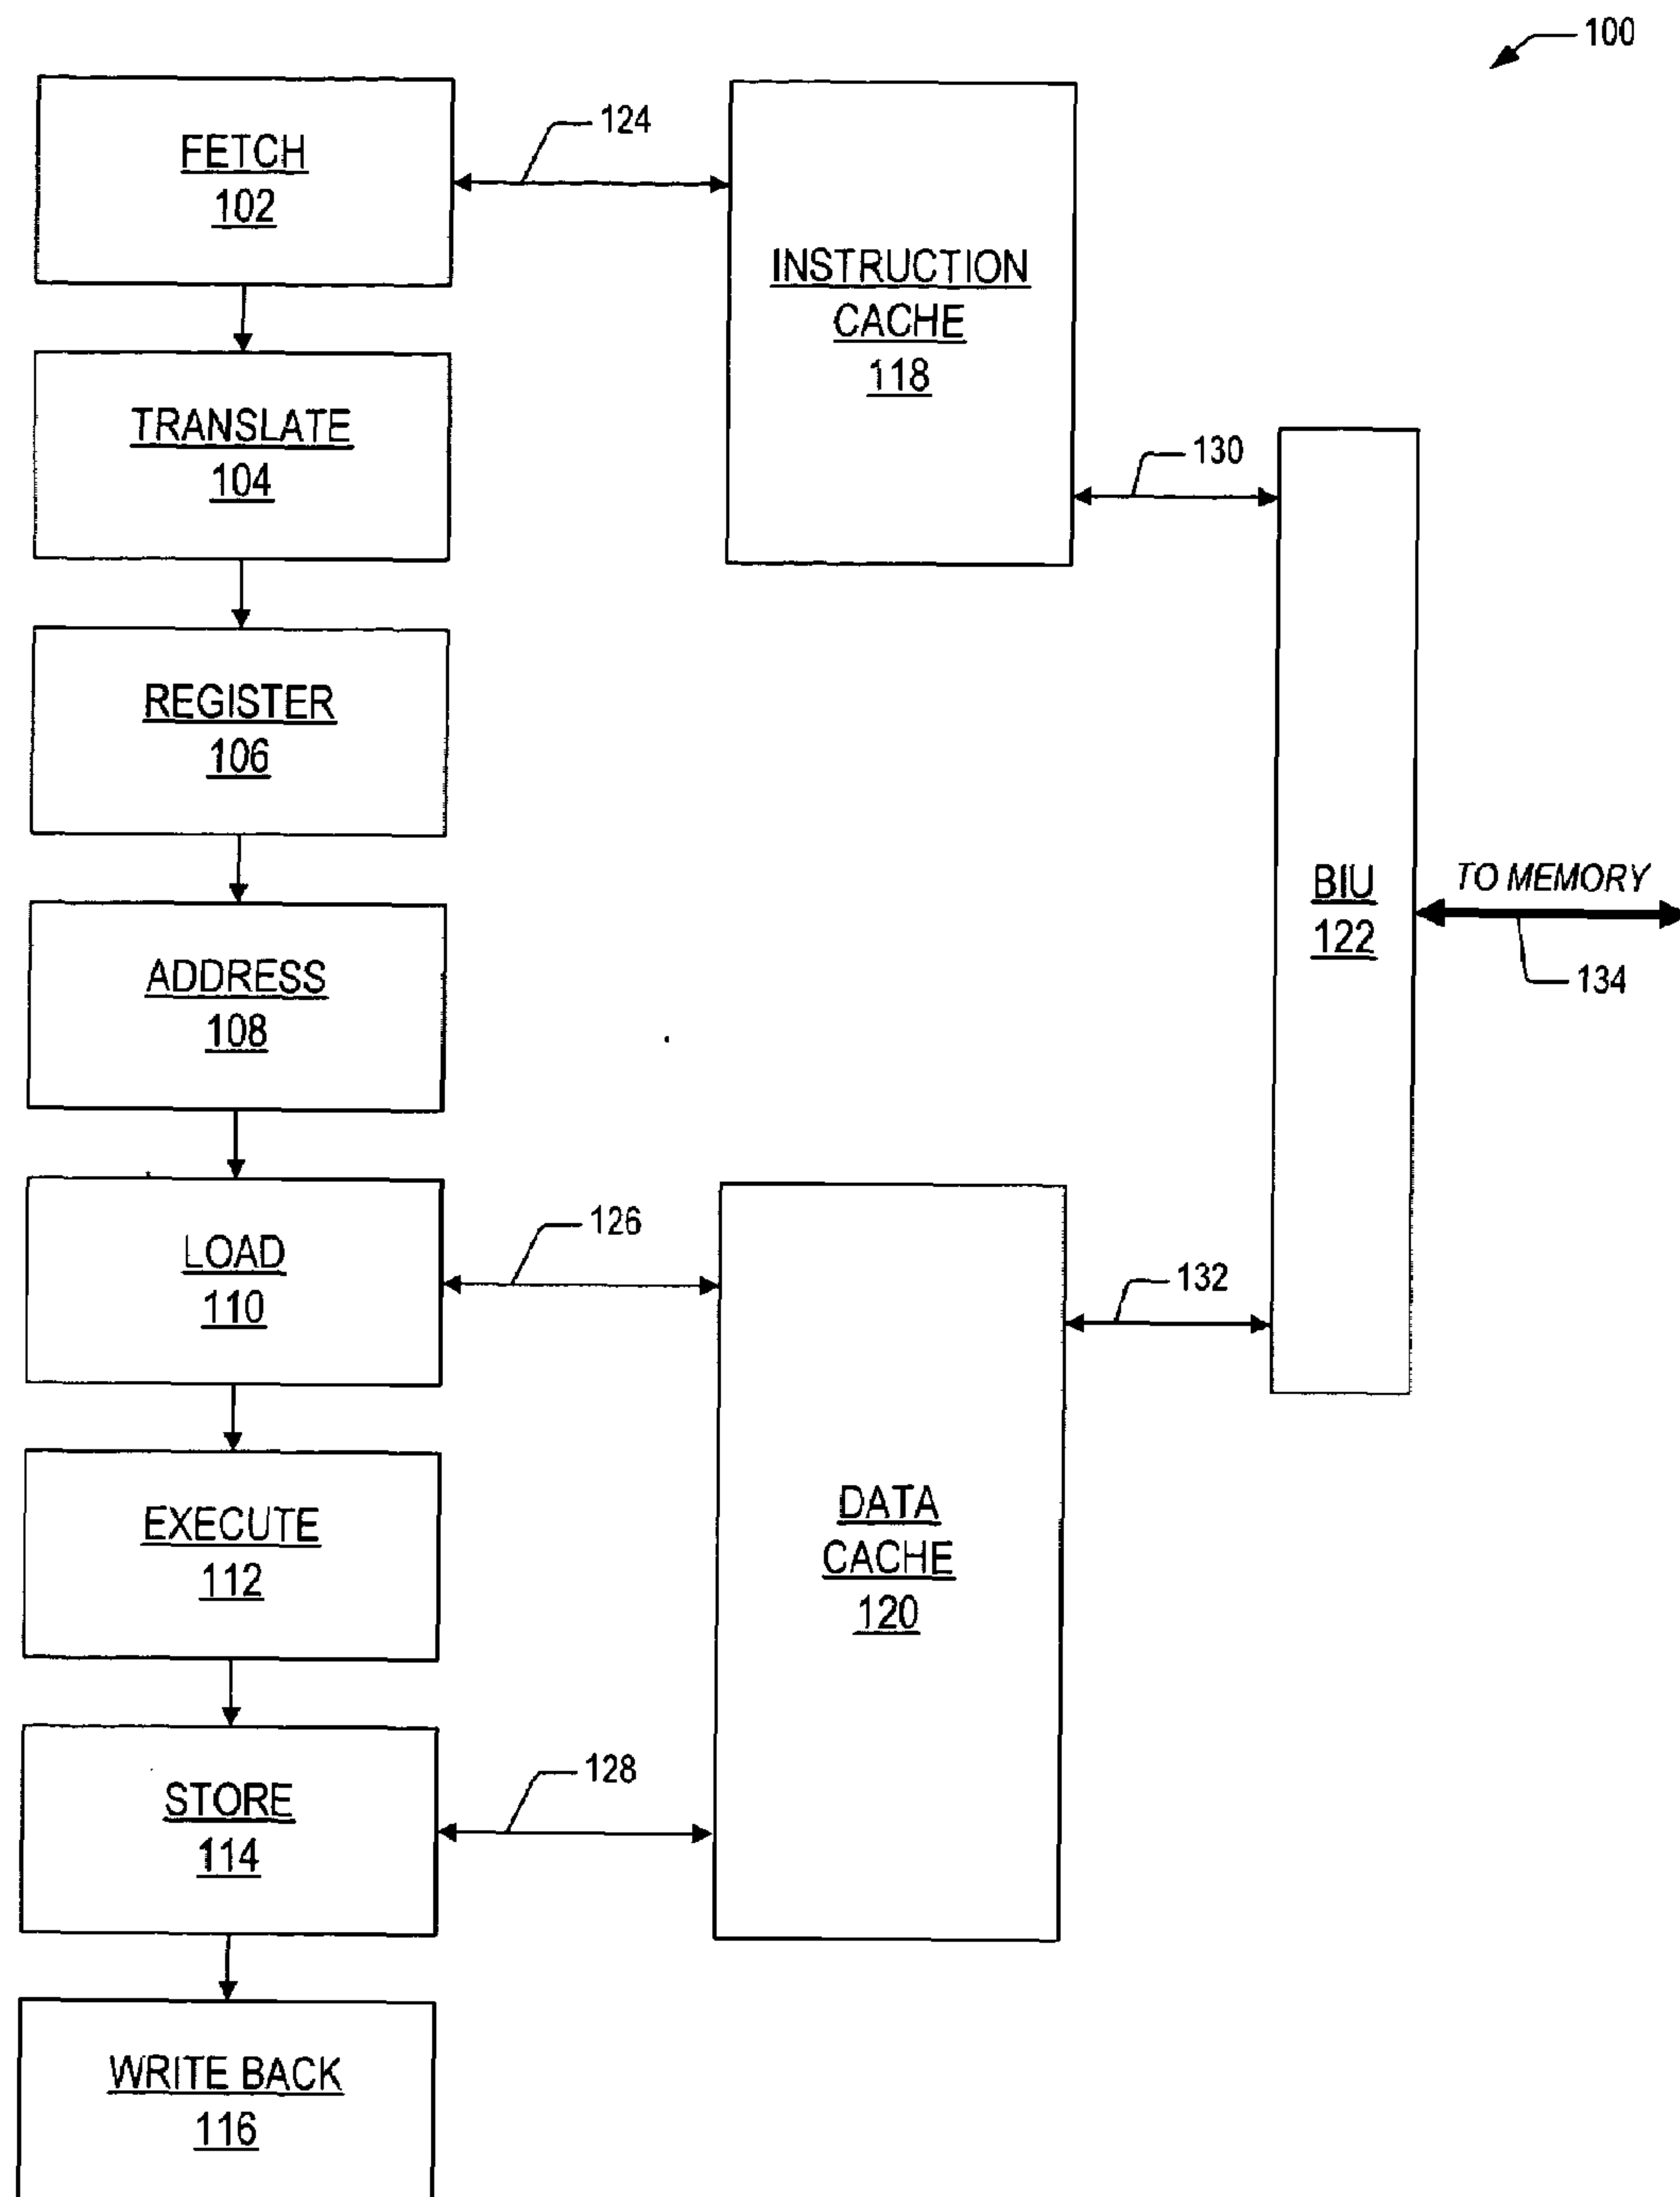 100
FETCH
102
124
INSTRUCTION
CACHE
118
TRANSLATE
104
130
REGISTER
106
BIU
122
TO MEMORY
134
ADDRESS
108
LOAD
110
126
132
EXECUTE
112
DATA
CACHE
120
STORE
114
128
WRITE BACK
116